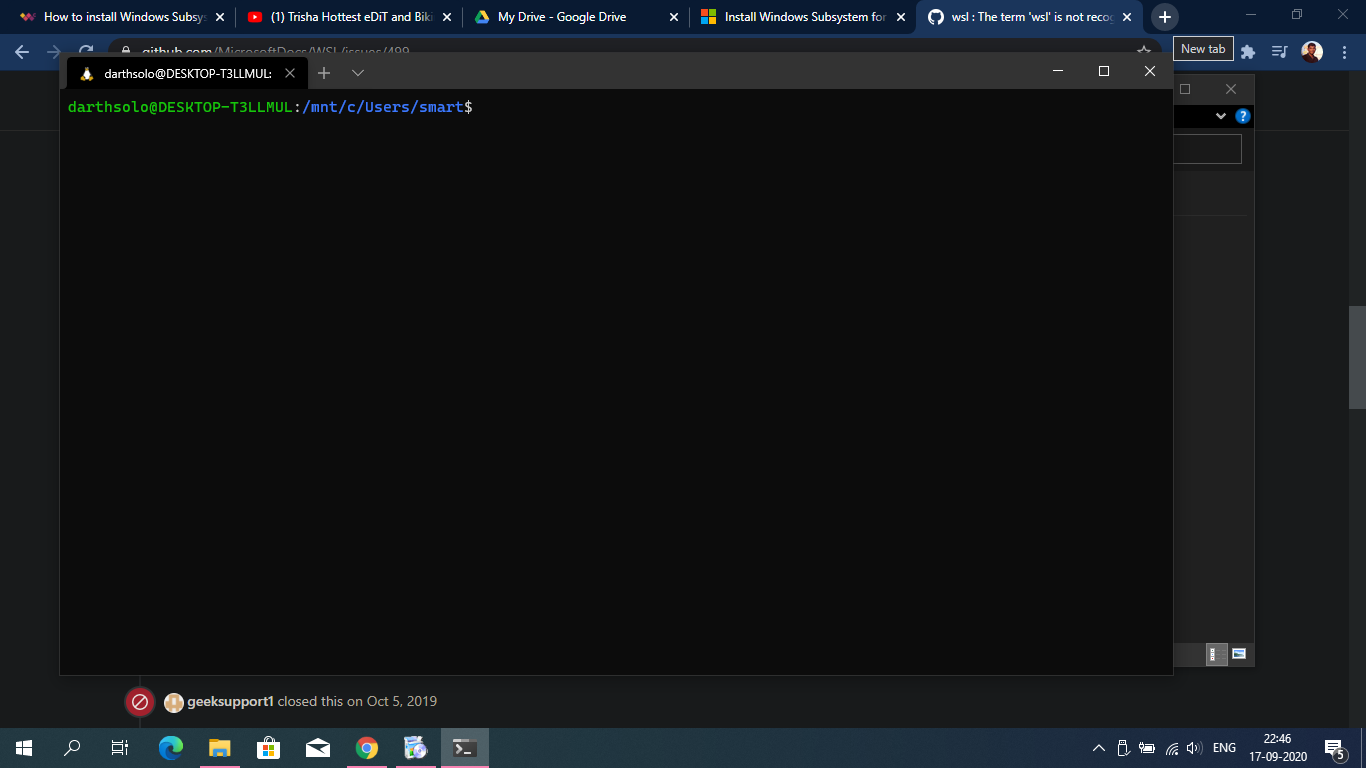 How to install Windows Subsys
(1) Trisha Hottest eDiT and Biki
My Drive - Google Drive
Install Windows Subsystem for
wsl : The term 'wsl' is not recog
github.com/MicrosoftDocs/WSL/issues/499
New tab
darthsolo@DESKTOP-T3LLMUL:
darthsolo@DESKTOP-T3LLMUL:/mnt/c/Users/smart$
geeksupport1 closed this on Oct 5, 2019
ENG
22:46
17-09-2020
5